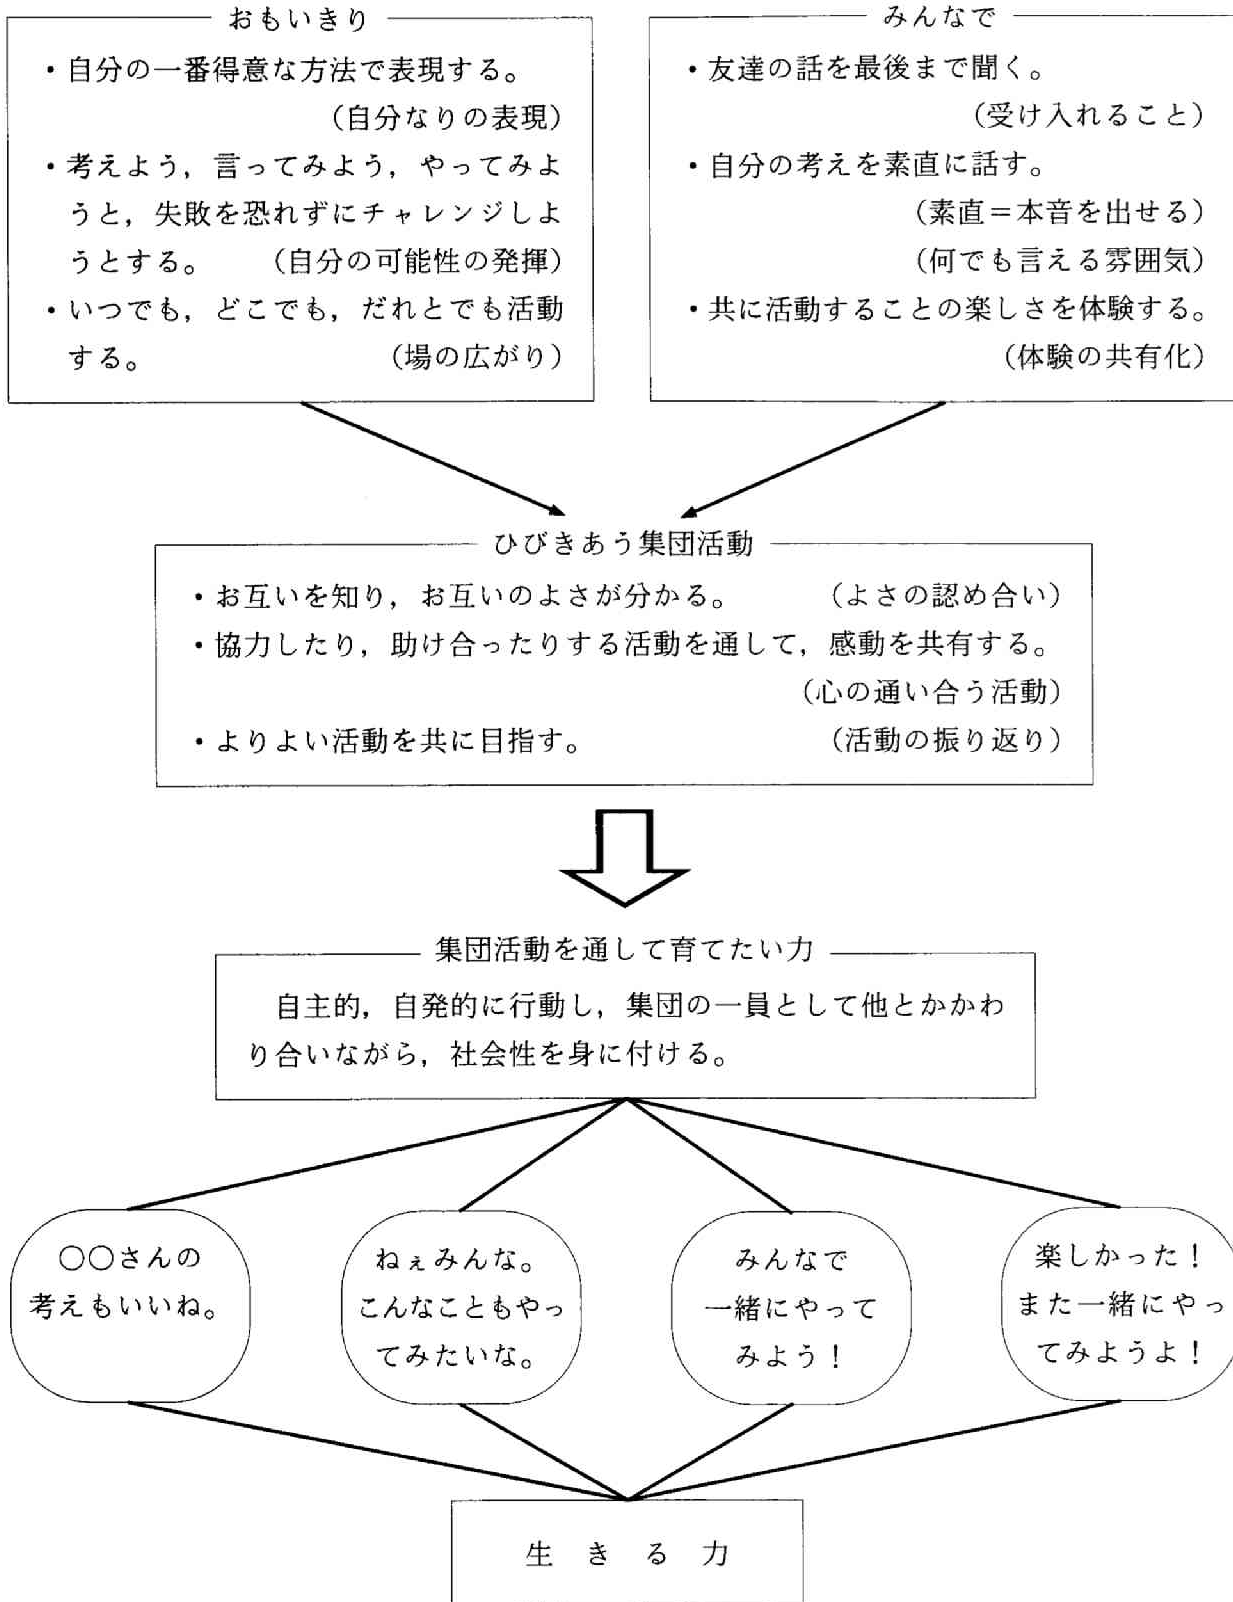 おもいきり
・自分の一番得意な方法で表現する。
（自分なりの表現）
・考えよう，言ってみよう，やってみよ
うと，失敗を恐れずにチャレンジしよ
うとする。　　（自分の可能性の発揮）
・いつでも，どこでも，だれとでも活動
する。　　（場の広がり）
みんなで
・友達の話を最後まで聞く。
（受け入れること）
・自分の考えを素直に話す。
（素直＝本音を出せる）
（何でも言える雰囲気）
・共に活動することの楽しさを体験する。
（体験の共有化）
ひびきあう集団活動
・お互いを知り，お互いのよさが分かる。　　（よさの認め合い）
・協力したり，助け合ったりする活動を通して，感動を共有する。
（心の通い合う活動）
・よりよい活動を共に目指す。　　（活動の振り返り）
集団活動を通して育てたい力
自主的，自発的に行動し，集団の一員として他とかかわ
り合いながら，社会性を身に付ける。
○○さんの
考えもいいね。
ねぇみんな。
こんなこともやっ
てみたいな。
みんなで
一緒にやって
みよう！
楽しかった！
また一緒にやっ
てみようよ！
生きる力